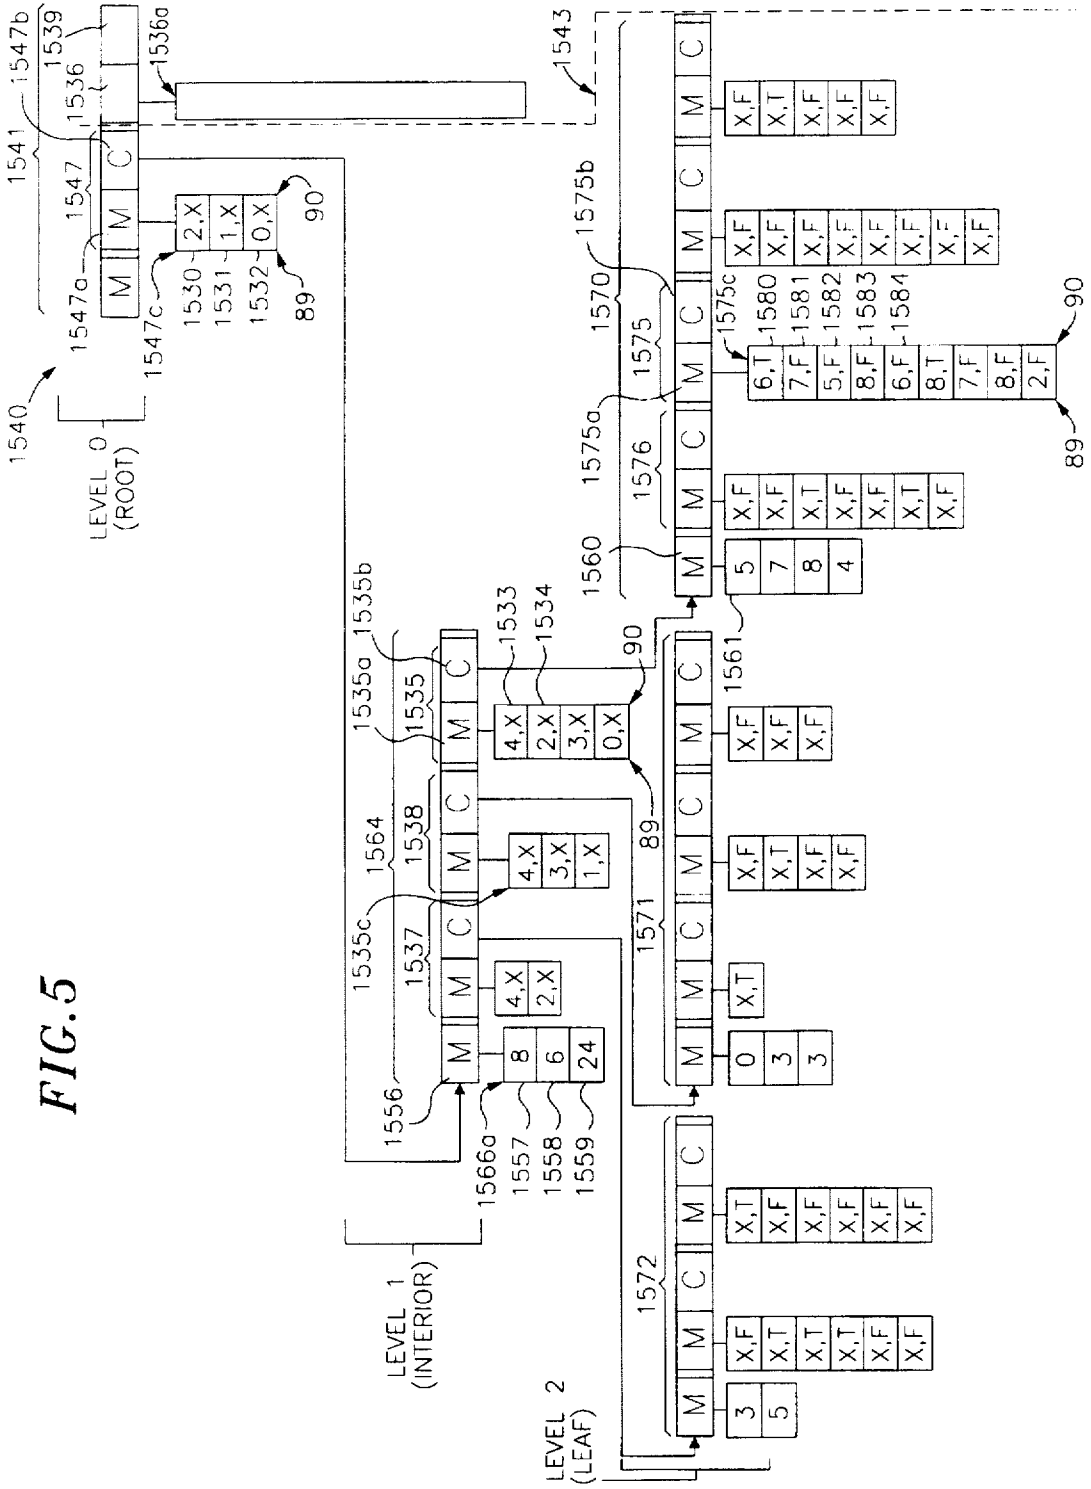 FIG.5
1540
LEVEL 0
(ROOT)
1541
1547a
1547
1547b
1539
1536
M
M
C
1536a
1547c
1530
1531
1532
2,X
1,X
0,X
89
90
1543
LEVEL 1
(INTERIOR)
1556
1564
1535c
1537
1538
1535
1535a
1535b
M
M
C
M
C
M
C
1566a
1557
1558
1559
8
6
24
4,X
2,X
4,X
3,X
1,X
4,X
2,X
3,X
0,X
1533
1534
89
90
LEVEL 2
(LEAF)
1572
M
M
C
M
C
3
5
X,F
X,T
X,T
X,T
X,F
X,F
X,T
X,F
X,F
X,F
X,F
X,F
1571
M
M
C
M
C
M
C
0
3
3
X,T
X,F
X,T
X,F
X,F
X,F
X,F
X,F
1570
1560
1576
1575a
1575
1575b
M
M
C
M
C
M
C
M
C
1561
5
7
8
4
X,F
X,F
X,T
X,F
X,F
X,T
X,F
1575c
1580
1581
1582
1583
1584
6,T
7,F
5,F
8,F
6,F
8,T
7,F
8,F
2,F
89
90
X,F
X,F
X,F
X,F
X,F
X,F
X,F
X,F
X,F
X,T
X,F
X,F
X,F